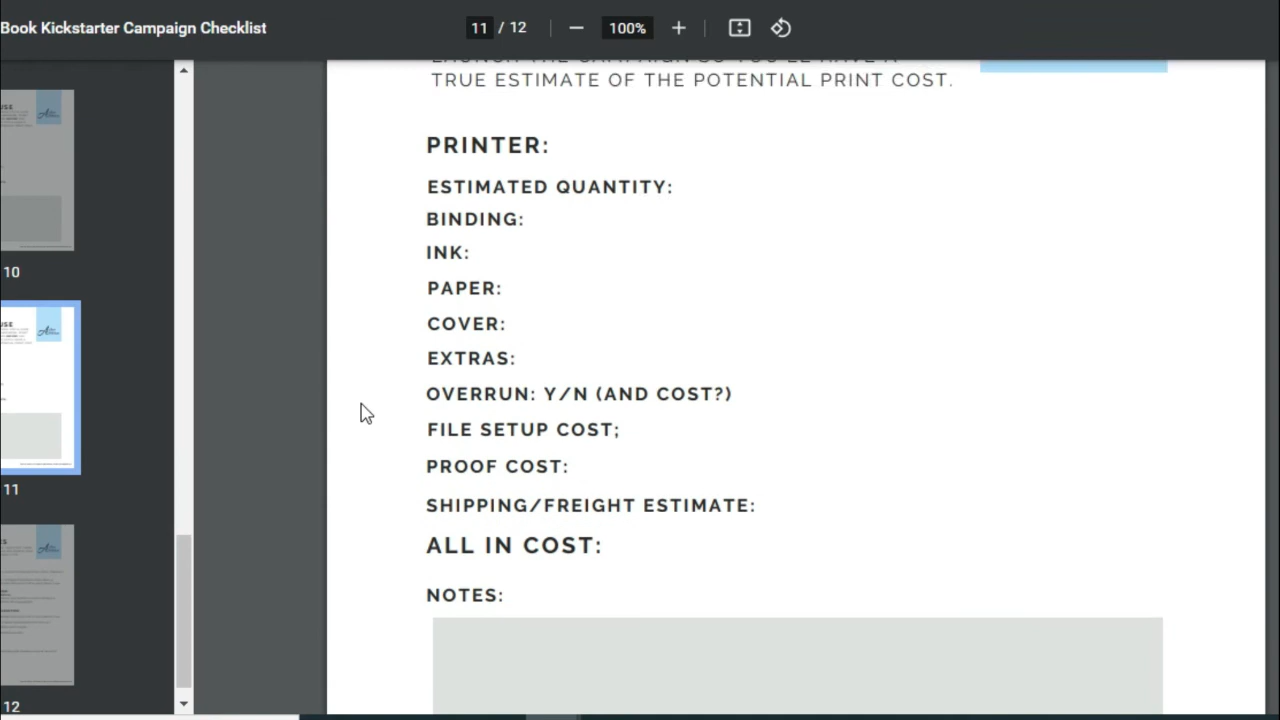 Book Kickstarter Campaign Checklist
11 / 12
100%
TRUE ESTIMATE OF THE POTENTIAL PRINT COST.
PRINTER:
ESTIMATED QUANTITY:
BINDING:
INK:
PAPER:
COVER:
EXTRAS:
OVERRUN: Y/N (AND COST?)
FILE SETUP COST;
PROOF COST:
SHIPPING/FREIGHT ESTIMATE:
ALL IN COST:
NOTES:
10
11
12